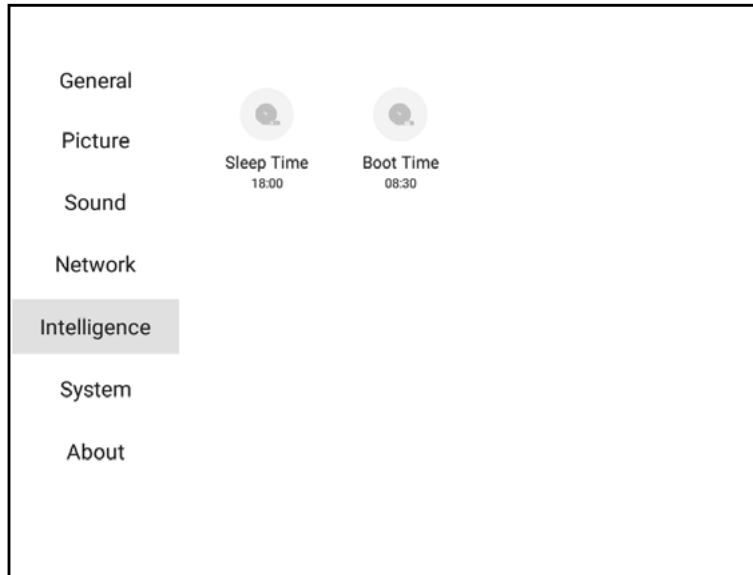 General
Picture
Sound
Network
Intelligence
System
About
Sleep Time
18:00
Boot Time
08:30